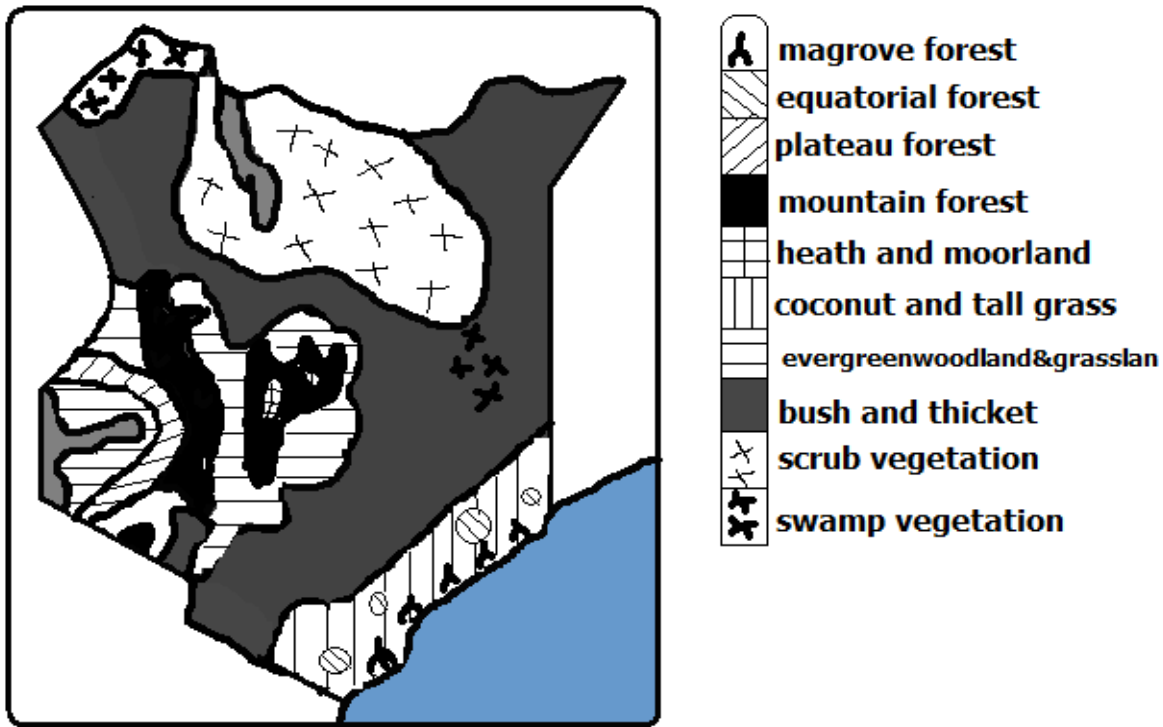 magrove forest
equatorial forest
plateau forest
mountain forest
heath and moorland
coconut and tall grass
evergreenwoodland&grasslan
bush and thicket
scrub vegetation
swamp vegetation